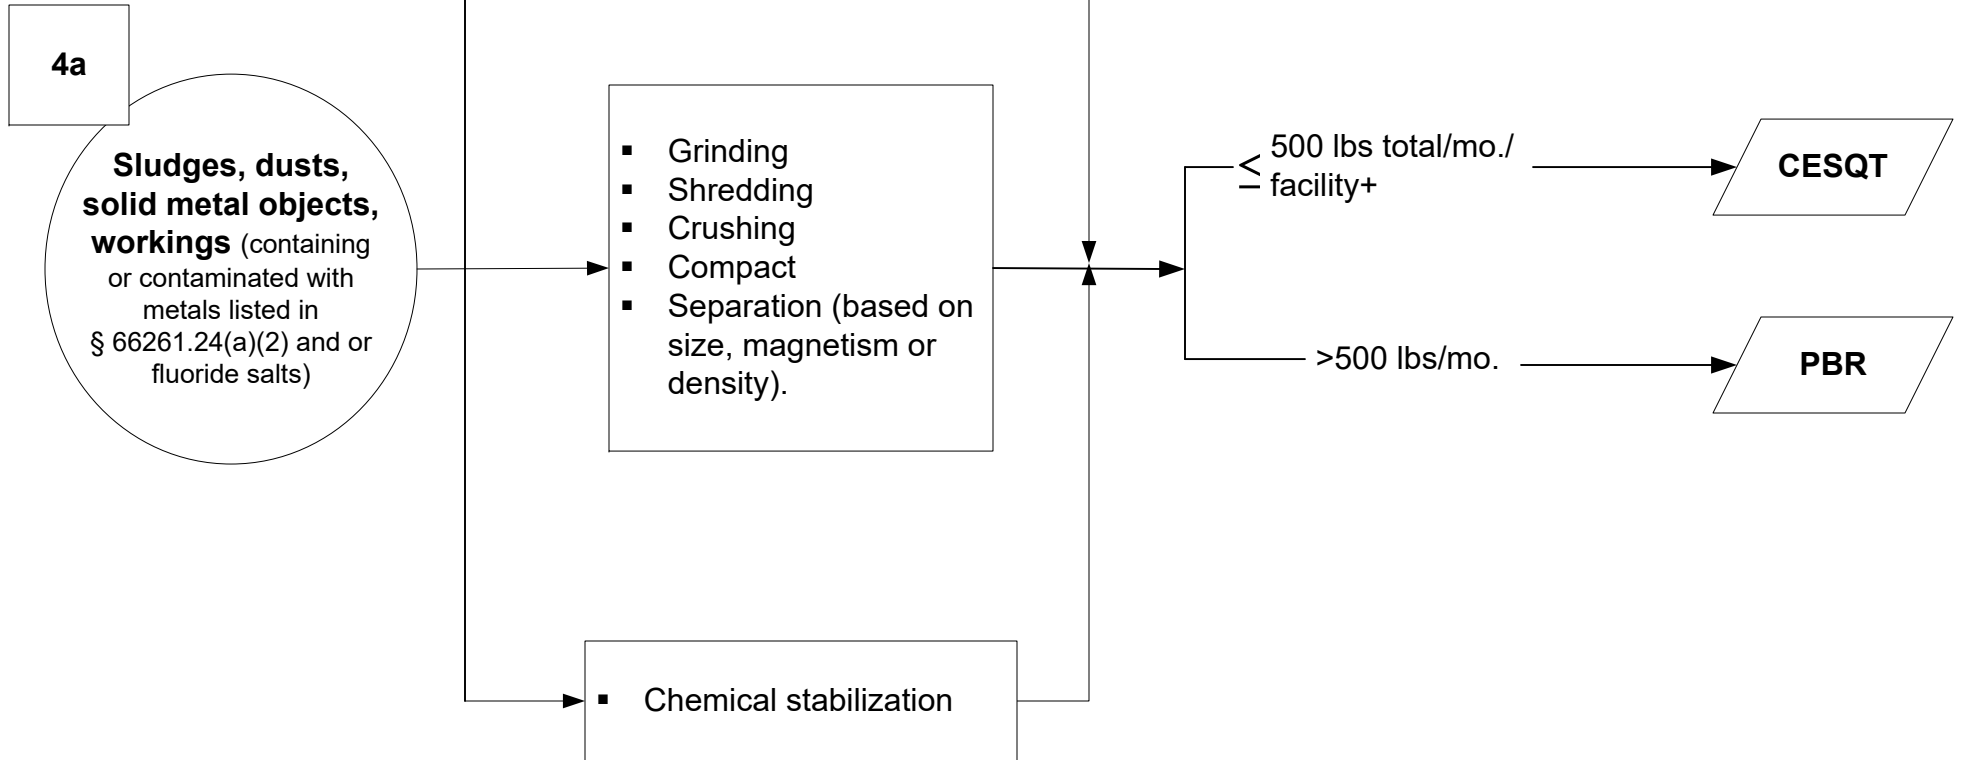 4a
Sludges, dusts,
solid metal objects,
workings (containing
or contaminated with
metals listed in
§ 66261.24(a)(2) and or
fluoride salts)
▪ Grinding
▪ Shredding
▪ Crushing
▪ Compact
▪ Separation (based on
size, magnetism or
density).
▪ Chemical stabilization
≤ 500 lbs total/mo./
facility+
>500 lbs/mo.
CESQT
PBR